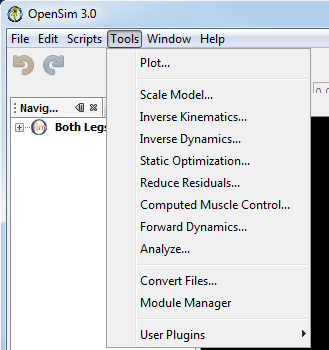 OpenSim 3.0
File Edit Scripts Tools Window Help
Plot...
Navig...
Both Legs
Scale Model...
Inverse Kinematics...
Inverse Dynamics...
Static Optimization...
Reduce Residuals...
Computed Muscle Control...
Forward Dynamics...
Analyze...
Convert Files...
Module Manager
User Plugins